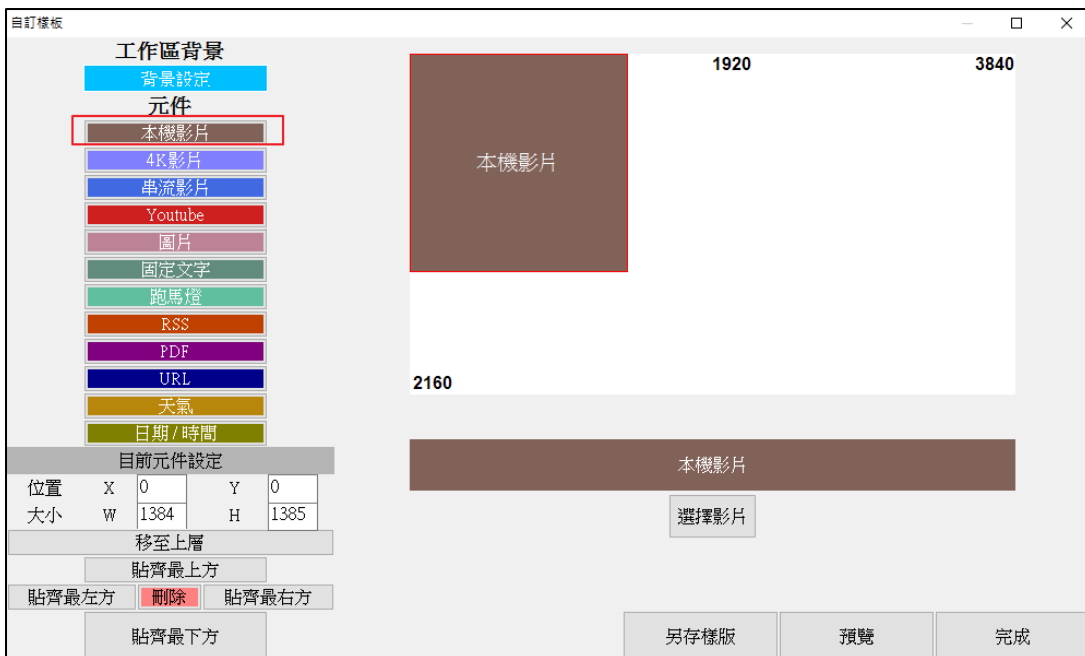 自訂樣板
工作區背景
背景設定
元件
本機影片
4K影片
串流影片
Youtube
圖片
固定文字
跑馬燈
RSS
PDF
URL
天氣
日期/時間
目前元件設定
位置 X 0 Y 0
大小 W 1384 H 1385
移至上層
貼齊最上方
貼齊最左方 刪除 貼齊最右方
貼齊最下方
1920 3840
本機影片
2160
本機影片
選擇影片
另存樣版 預覽 完成